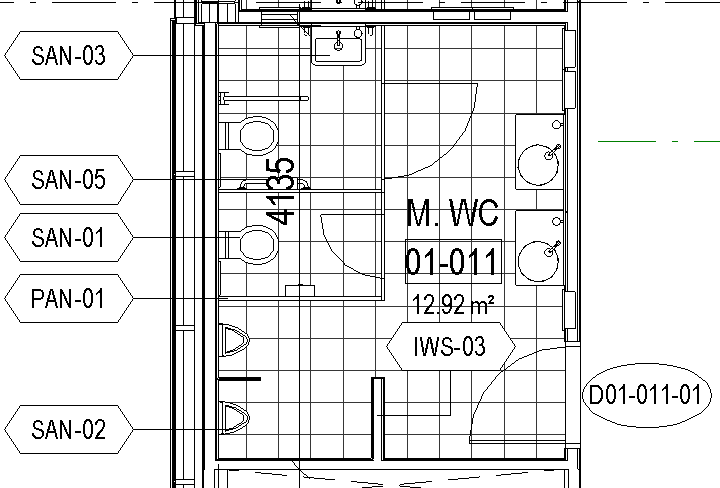 SAN-03
SAN-05
4135
SAN-01
M. WC
01-011
PAN-01
12.92 m²
IWS-03
D01-011-01
SAN-02